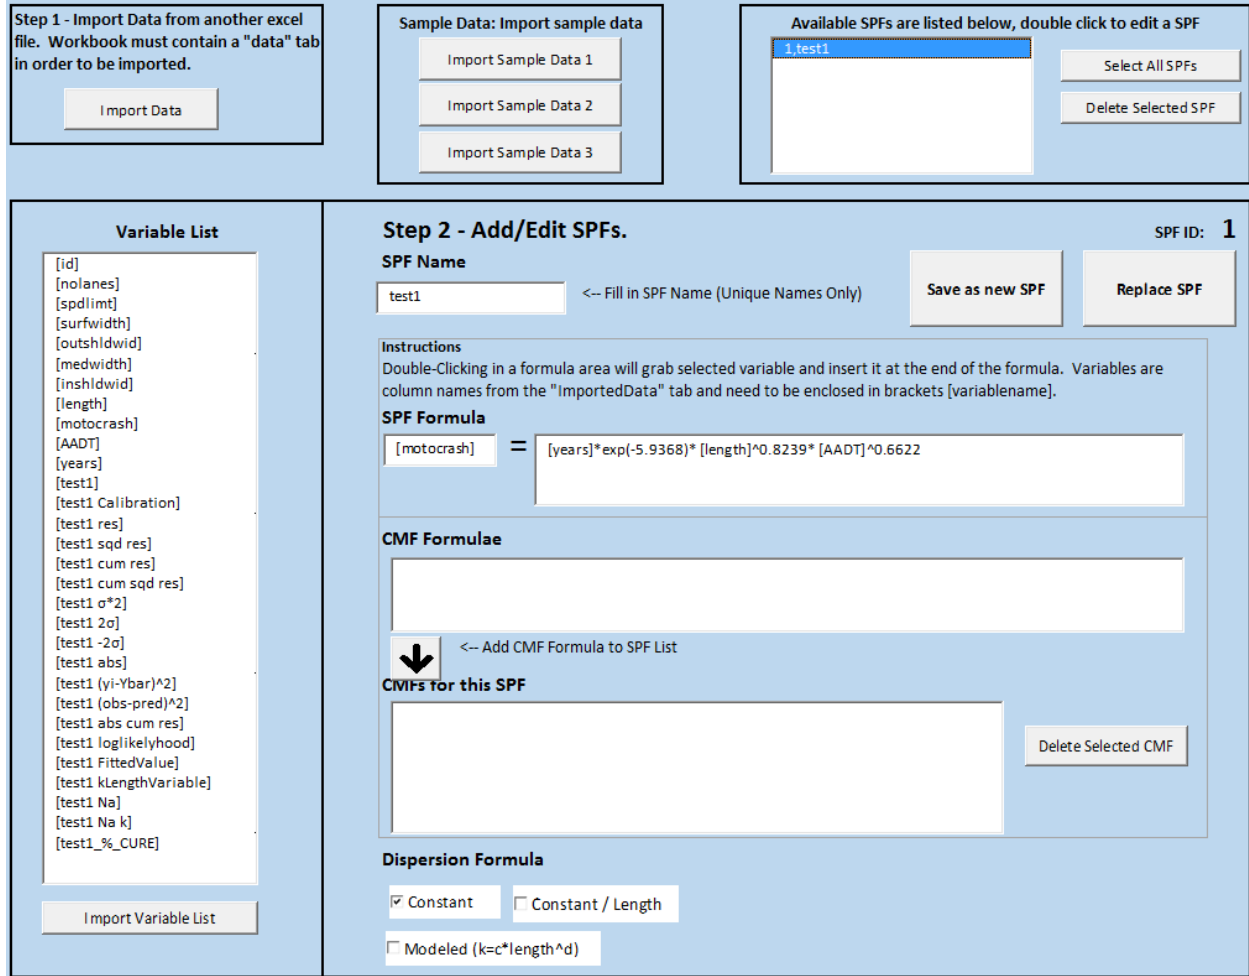 Step 1 - Import Data from another excel
file. Workbook must contain a "data" tab
in order to be imported.
Import Data
Sample Data: Import sample data
Import Sample Data 1
Import Sample Data 2
Import Sample Data 3
Available SPFs are listed below, double click to edit a SPF
1,test1
Select All SPFs
Delete Selected SPF
Variable List
[id]
[nolanes]
[spdlimt]
[surfwidth]
[outshldwid]
[medwidth]
[inshldwid]
[length]
[motocrash]
[AADT]
[years]
[test1]
[test1 Calibration]
[test1 res]
[test1 sqd res]
[test1 cum res]
[test1 cum sqd res]
[test1 σ*2]
[test1 2σ]
[test1 -2σ]
[test1 abs]
[test1 (yi-Ybar)^2]
[test1 (obs-pred)^2]
[test1 abs cum res]
[test1 loglikelyhood]
[test1 FittedValue]
[test1 kLengthVariable]
[test1 Na]
[test1 Na k]
[test1_%_CURE]
Import Variable List
Step 2 - Add/Edit SPFs.
SPF ID: 1
SPF Name
test1
<-- Fill in SPF Name (Unique Names Only)
Save as new SPF
Replace SPF
Instructions
Double-Clicking in a formula area will grab selected variable and insert it at the end of the formula. Variables are
column names from the "ImportedData" tab and need to be enclosed in brackets [variablename].
SPF Formula
[motocrash] = [years]*exp(-5.9368)* [length]^0.8239* [AADT]^0.6622
CMF Formulae
<-- Add CMF Formula to SPF List
CMFs for this SPF
Delete Selected CMF
Dispersion Formula
Constant
Constant / Length
Modeled (k=c*length^d)